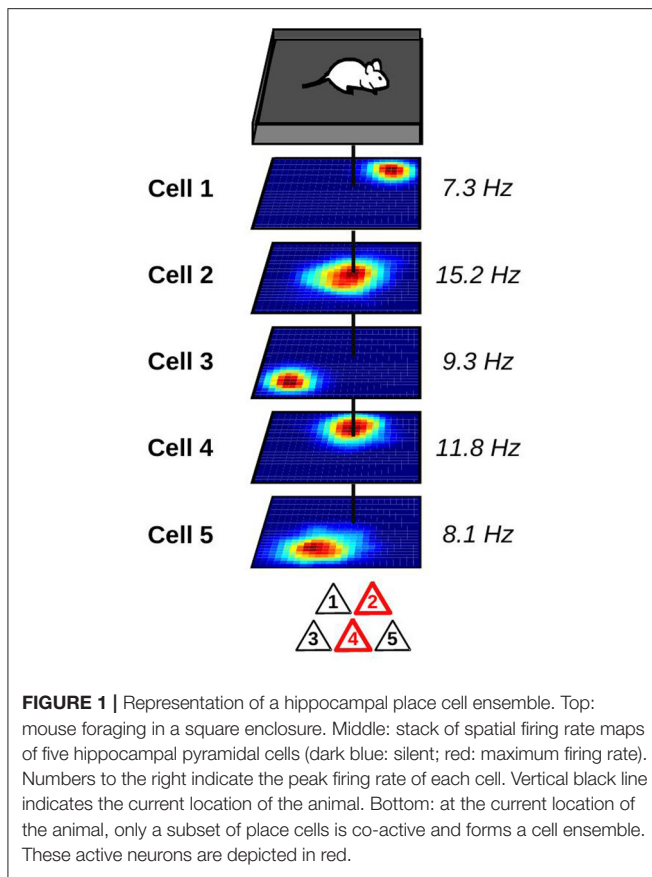 Cell 1 7.3 Hz
Cell 2 15.2 Hz
Cell 3 9.3 Hz
Cell 4 11.8 Hz
Cell 5 8.1 Hz
1 2
3 4 5
FIGURE 1 | Representation of a hippocampal place cell ensemble. Top:
mouse foraging in a square enclosure. Middle: stack of spatial firing rate maps
of five hippocampal pyramidal cells (dark blue: silent; red: maximum firing rate).
Numbers to the right indicate the peak firing rate of each cell. Vertical black line
indicates the current location of the animal. Bottom: at the current location of
the animal, only a subset of place cells is co-active and forms a cell ensemble.
These active neurons are depicted in red.